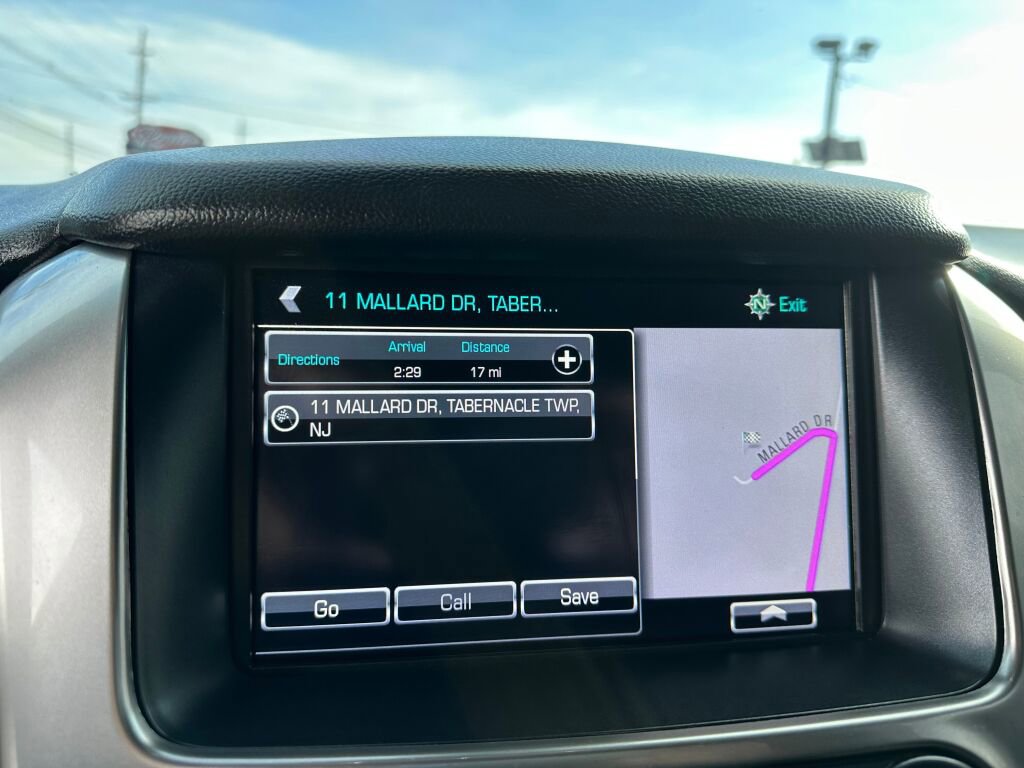 11 MALLARD DR, TABER...
N Exit
Directions
Arrival
Distance
2:29
17 mi
11 MALLARD DR, TABERNACLE TWP,
NJ
MALLARD DR
Go
Call
Save